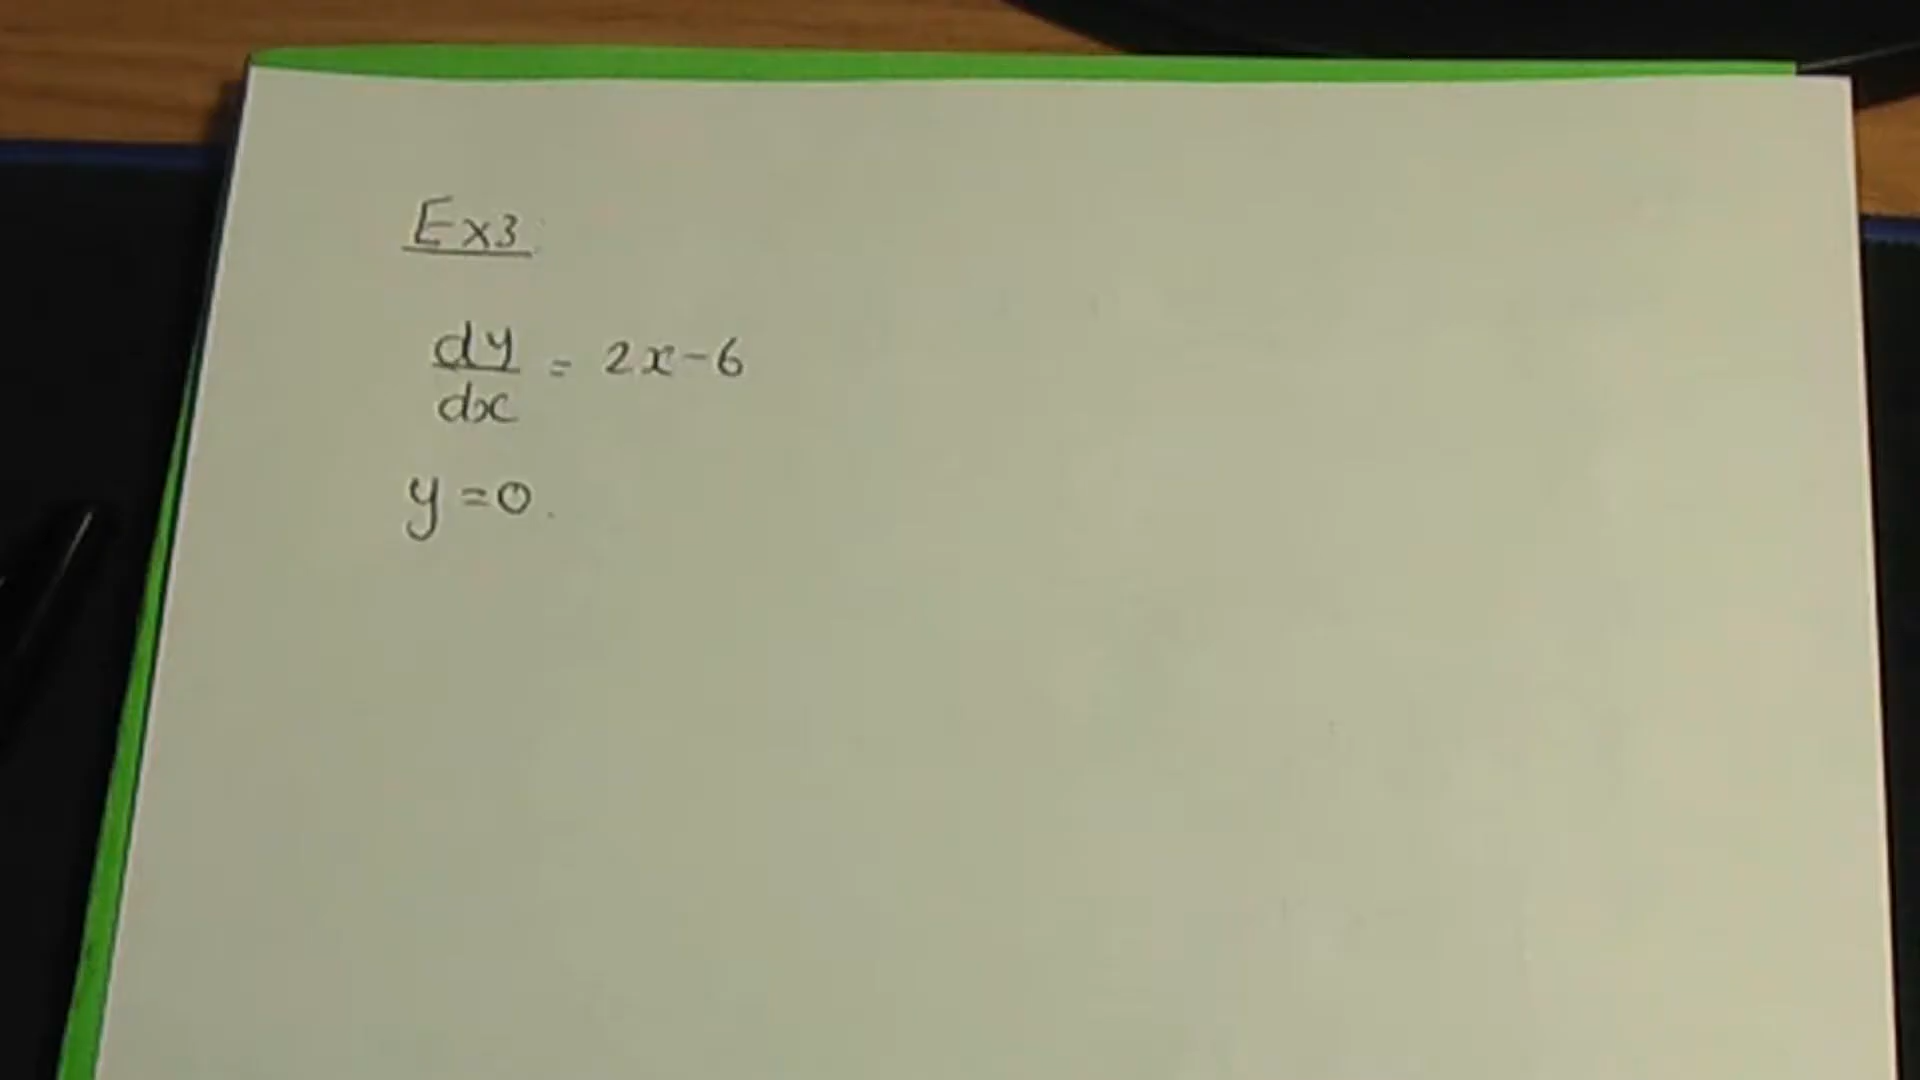 Ex3
dy/dx = 2x-6
y=0.